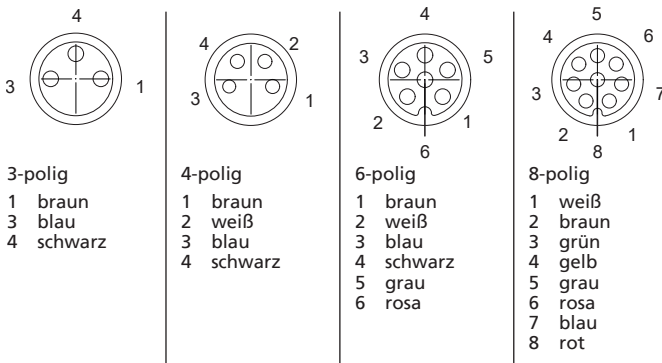 4
3 1
3-polig
1 braun
3 blau
4 schwarz
4 2
3 1
4-polig
1 braun
2 weiß
3 blau
4 schwarz
4
3 5
2 1
6
6-polig
1 braun
2 weiß
3 blau
4 schwarz
5 grau
6 rosa
5
4 6
3 7
2 1
8
8-polig
1 weiß
2 braun
3 grün
4 gelb
5 grau
6 rosa
7 blau
8 rot